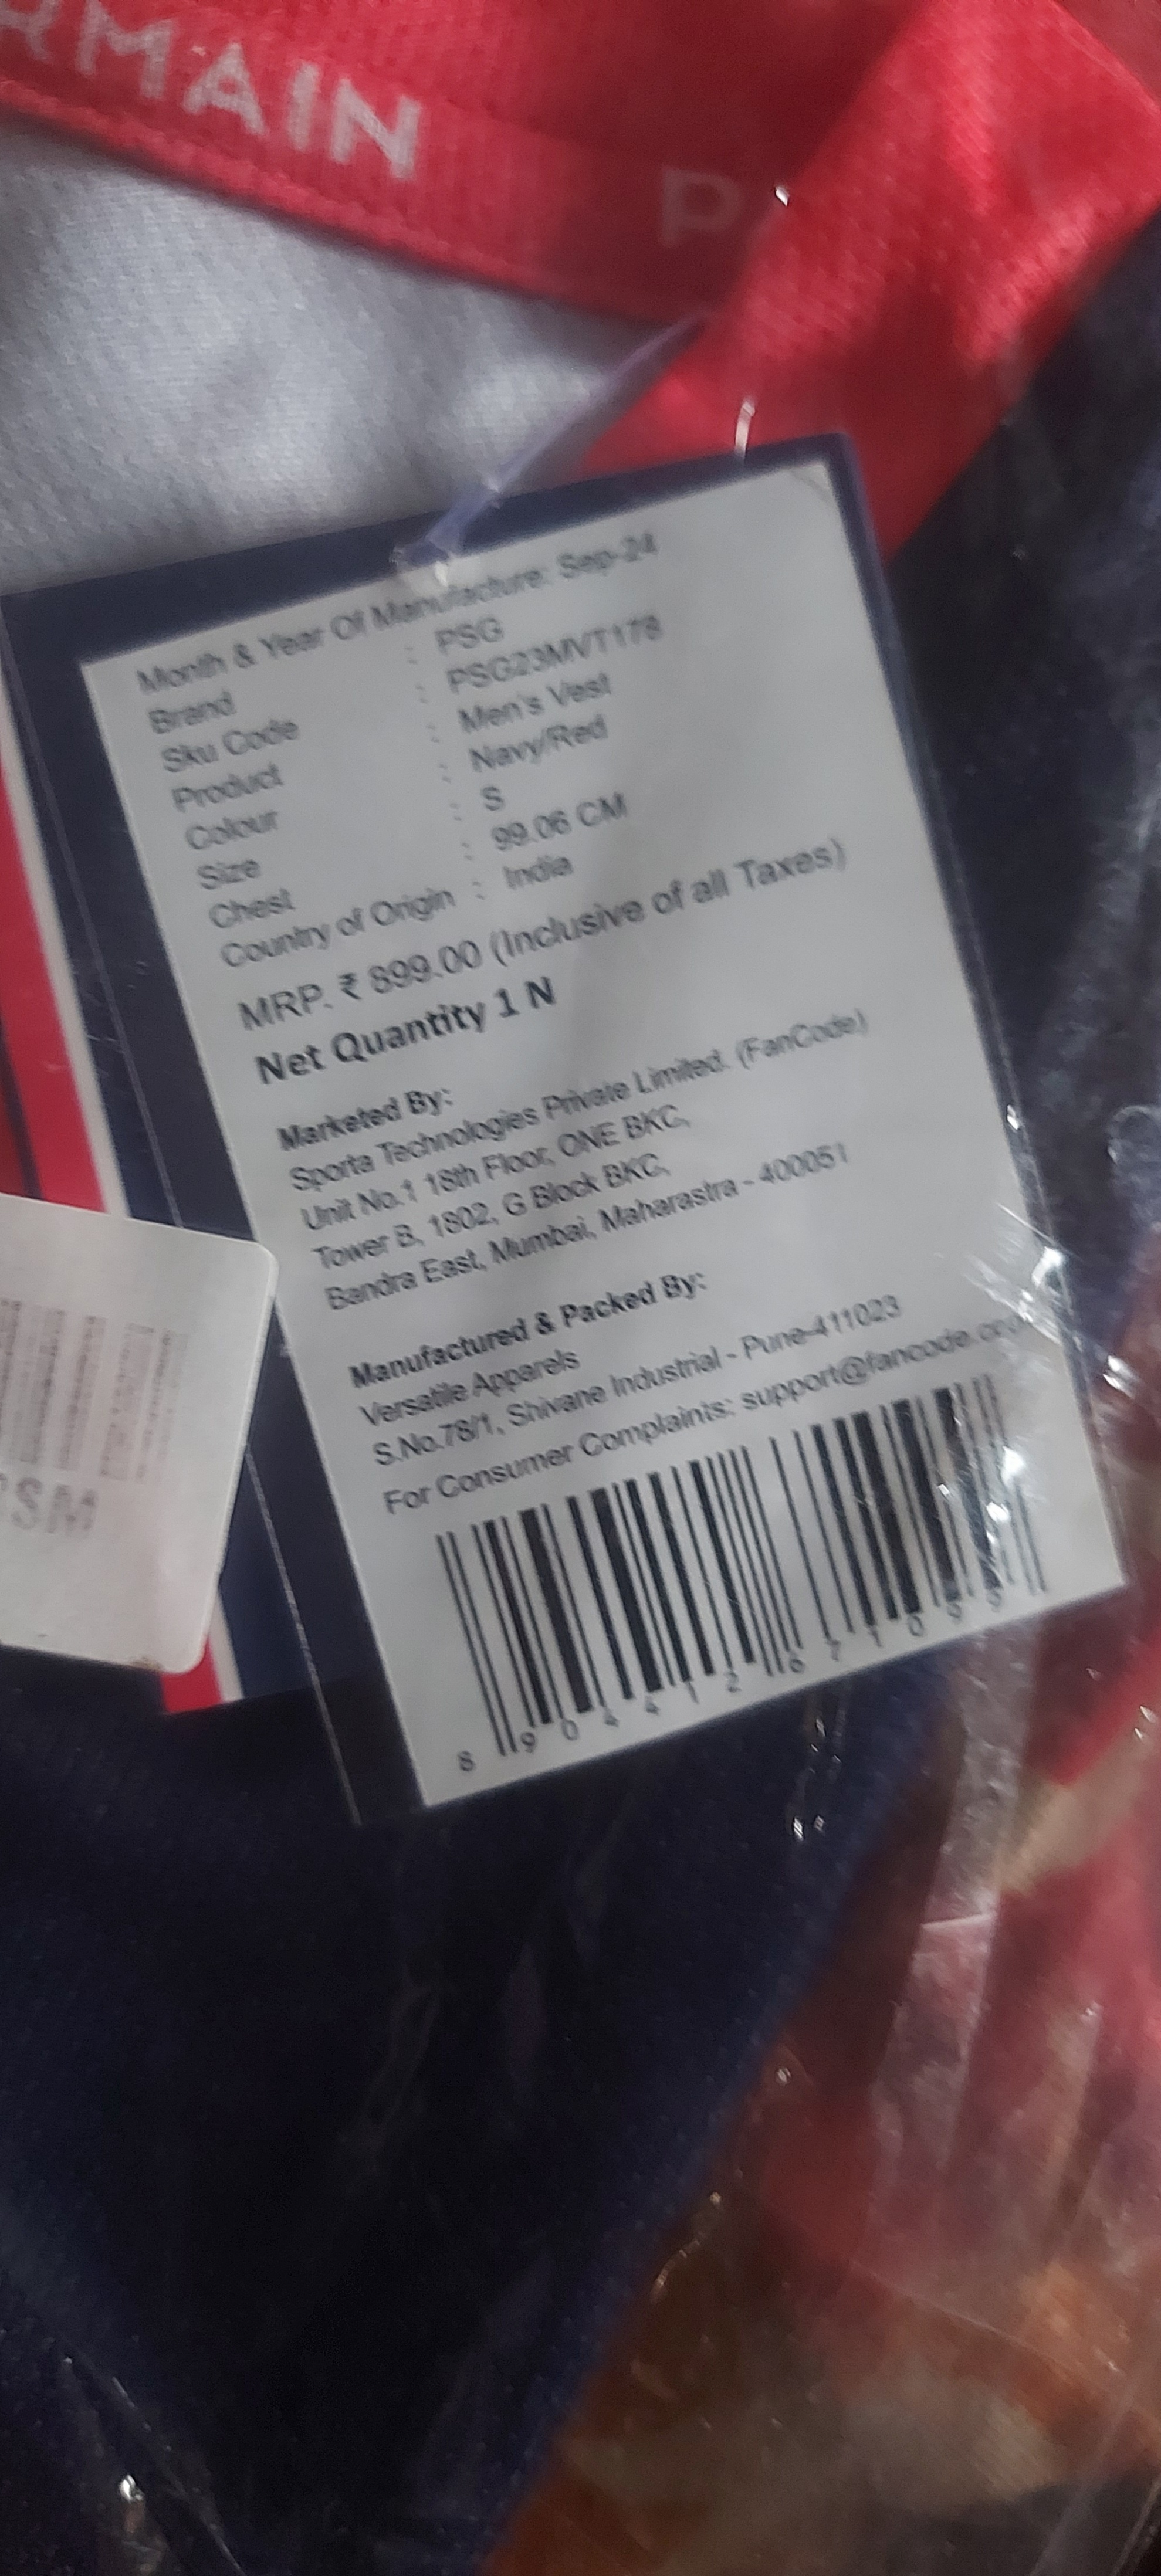 RMAIN P
Month & Year Of Manufacture: Sep-24
Brand : PSG
Sku Code : PSG23MVT178
Product : Men's Vest
Colour : Navy/Red
Size : S
Chest : 99.06 CM
Country of Origin : India
MRP. ₹ 899.00 (Inclusive of all Taxes)
Net Quantity 1 N
Marketed By:
Sporta Technologies Private Limited. (FanCode)
Unit No.1 18th Floor, ONE BKC,
Tower B, 1802, G Block BKC,
Bandra East, Mumbai, Maharastra - 400051
Manufactured & Packed By:
Versatile Apparels
S.No.78/1, Shivane Industrial - Pune-411023
For Consumer Complaints: support@fancode.com
8 904412 671099
SM